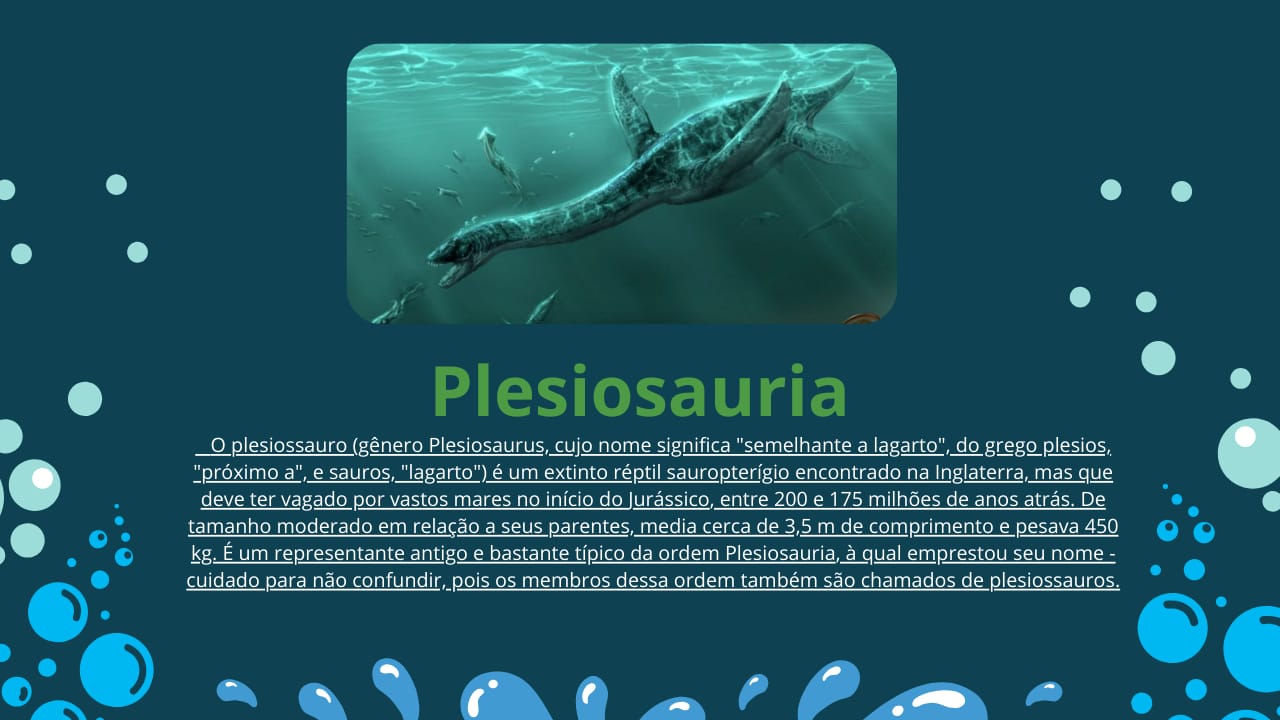 Plesiosauria
O plesiossauro (gênero Plesiosaurus, cujo nome significa "semelhante a lagarto", do grego plesios,
"próximo a", e sauros, "lagarto") é um extinto réptil sauropterígio encontrado na Inglaterra, mas que
deve ter vagado por vastos mares no início do Jurássico, entre 200 e 175 milhões de anos atrás. De
tamanho moderado em relação a seus parentes, media cerca de 3,5 m de comprimento e pesava 450
kg. É um representante antigo e bastante típico da ordem Plesiosauria, à qual emprestou seu nome -
cuidado para não confundir, pois os membros dessa ordem também são chamados de plesiossauros.